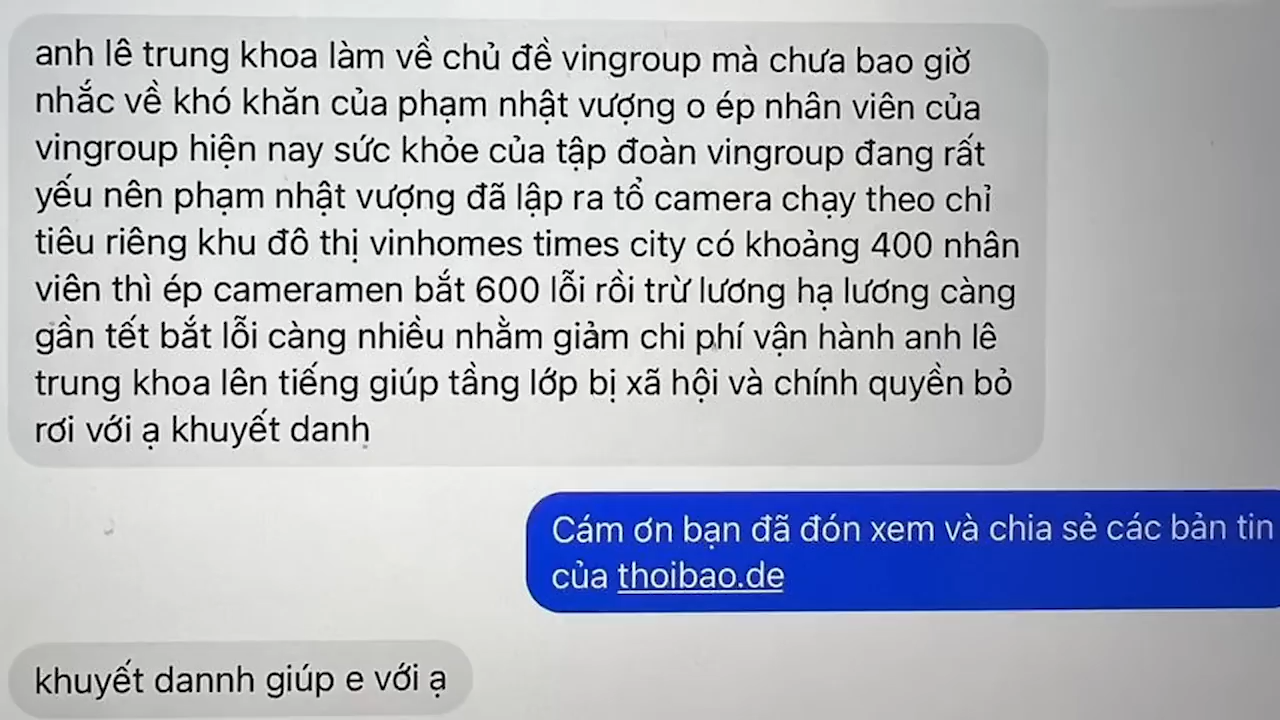 anh lê trung khoa làm về chủ đề vingroup mà chưa bao giờ
nhắc về khó khăn của phạm nhật vượng o ép nhân viên của
vingroup hiện nay sức khỏe của tập đoàn vingroup đang rất
yếu nên phạm nhật vượng đã lập ra tổ camera chạy theo chỉ
tiêu riêng khu đô thị vinhomes times city có khoảng 400 nhân
viên thì ép cameramen bắt 600 lỗi rồi trừ lương hạ lương càng
gần tết bắt lỗi càng nhiều nhằm giảm chi phí vận hành anh lê
trung khoa lên tiếng giúp tầng lớp bị xã hội và chính quyền bỏ
rơi với ạ khuyết danh
Cám ơn bạn đã đón xem và chia sẻ các bản tin
của thoibao.de
khuyết dannh giúp e với ạ